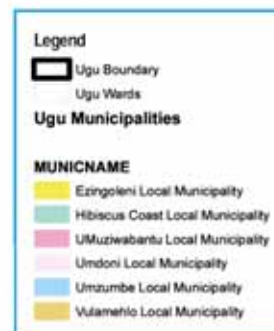 Legend
Ugu Boundary
Ugu Wards
Ugu Municipalities
MUNICNAME
Ezingoleni Local Municipality
Hibiscus Coast Local Municipality
UMuziwabantu Local Municipality
Umdoni Local Municipality
Umzumbe Local Municipality
Vulamehlo Local Municipality